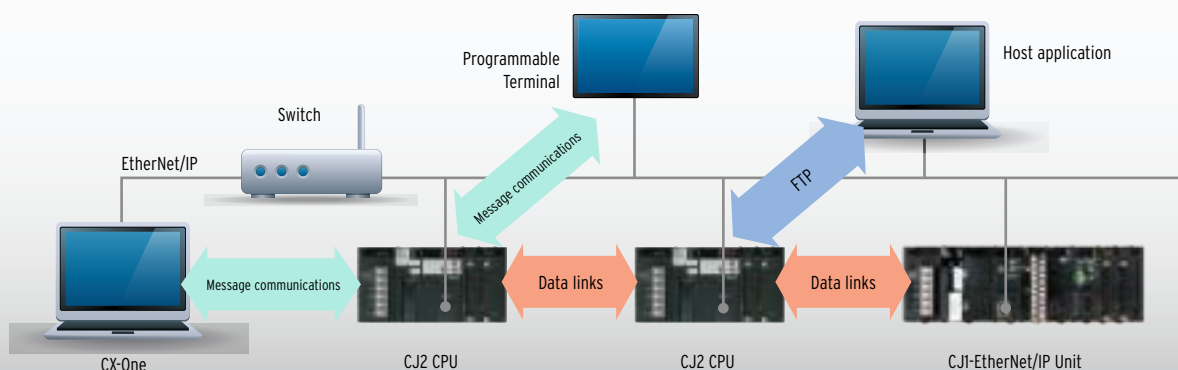 Programmable
Terminal
Host application
Switch
EtherNet/IP
Message communications
FTP
Message communications
Data links
Data links
CX-One
CJ2 CPU
CJ2 CPU
CJ1-EtherNet/IP Unit